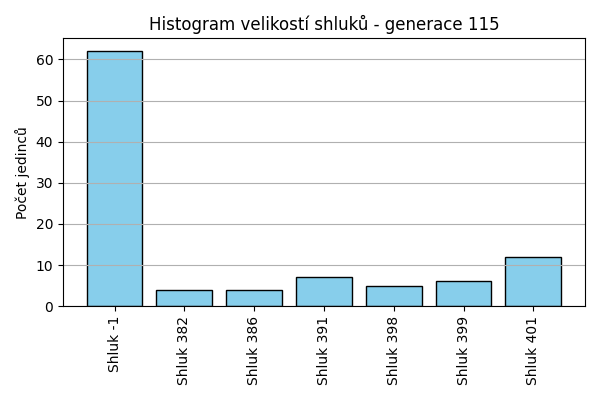 Histogram velikostí shluků - generace 115
Počet jedinců
60
50
40
30
20
10
0
Shluk -1
Shluk 382
Shluk 386
Shluk 391
Shluk 398
Shluk 399
Shluk 401